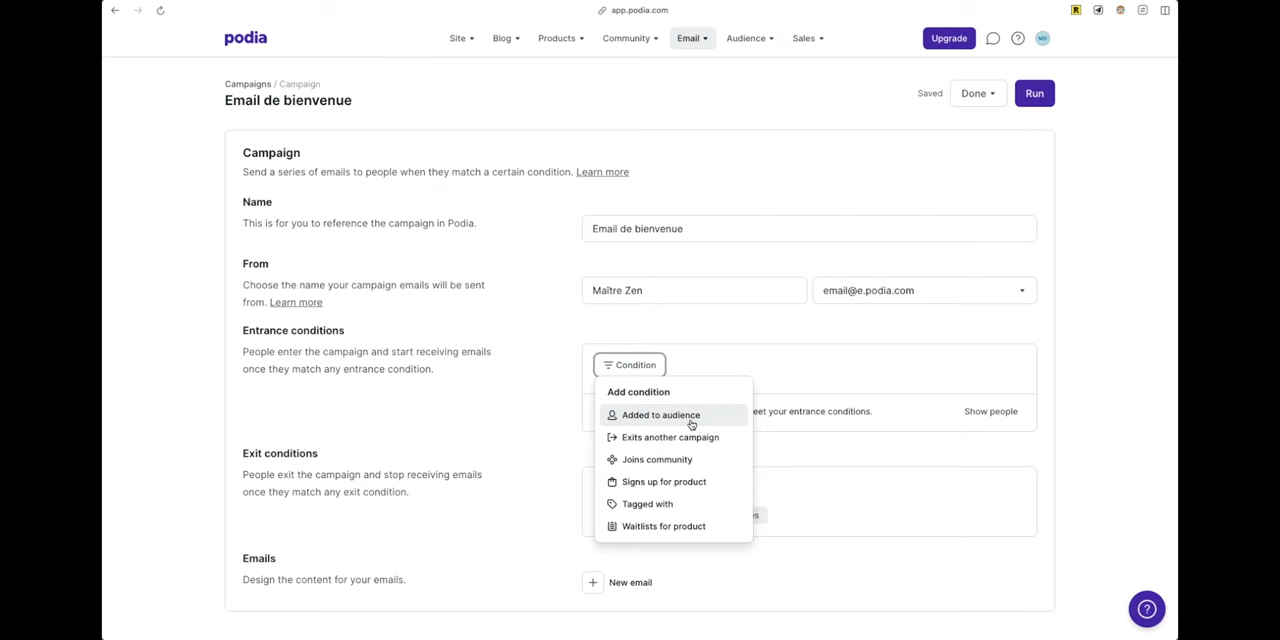 app.podia.com
podia
Site
Blog
Products
Community
Email
Audience
Sales
Upgrade
MD
Campaigns / Campaign
Email de bienvenue
Saved
Done
Run
Campaign
Send a series of emails to people when they match a certain condition. Learn more
Name
This is for you to reference the campaign in Podia.
Email de bienvenue
From
Choose the name your campaign emails will be sent
from. Learn more
Maître Zen
email@e.podia.com
Entrance conditions
People enter the campaign and start receiving emails
once they match any entrance condition.
Condition
Add condition
Added to audience
Exits another campaign
Joins community
Signs up for product
Tagged with
Waitlists for product
eet your entrance conditions.
Show people
Exit conditions
People exit the campaign and stop receiving emails
once they match any exit condition.
Emails
Design the content for your emails.
New email